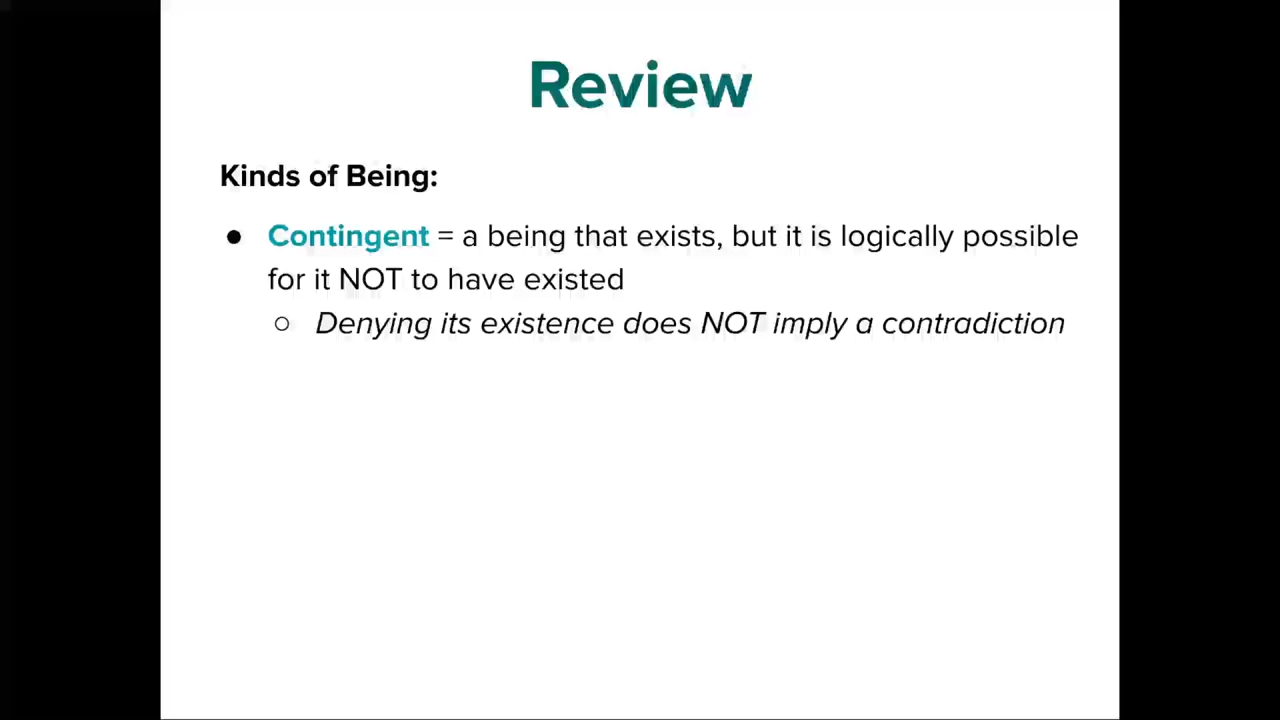 Review
Kinds of Being:
● Contingent = a being that exists, but it is logically possible
for it NOT to have existed
○ Denying its existence does NOT imply a contradiction